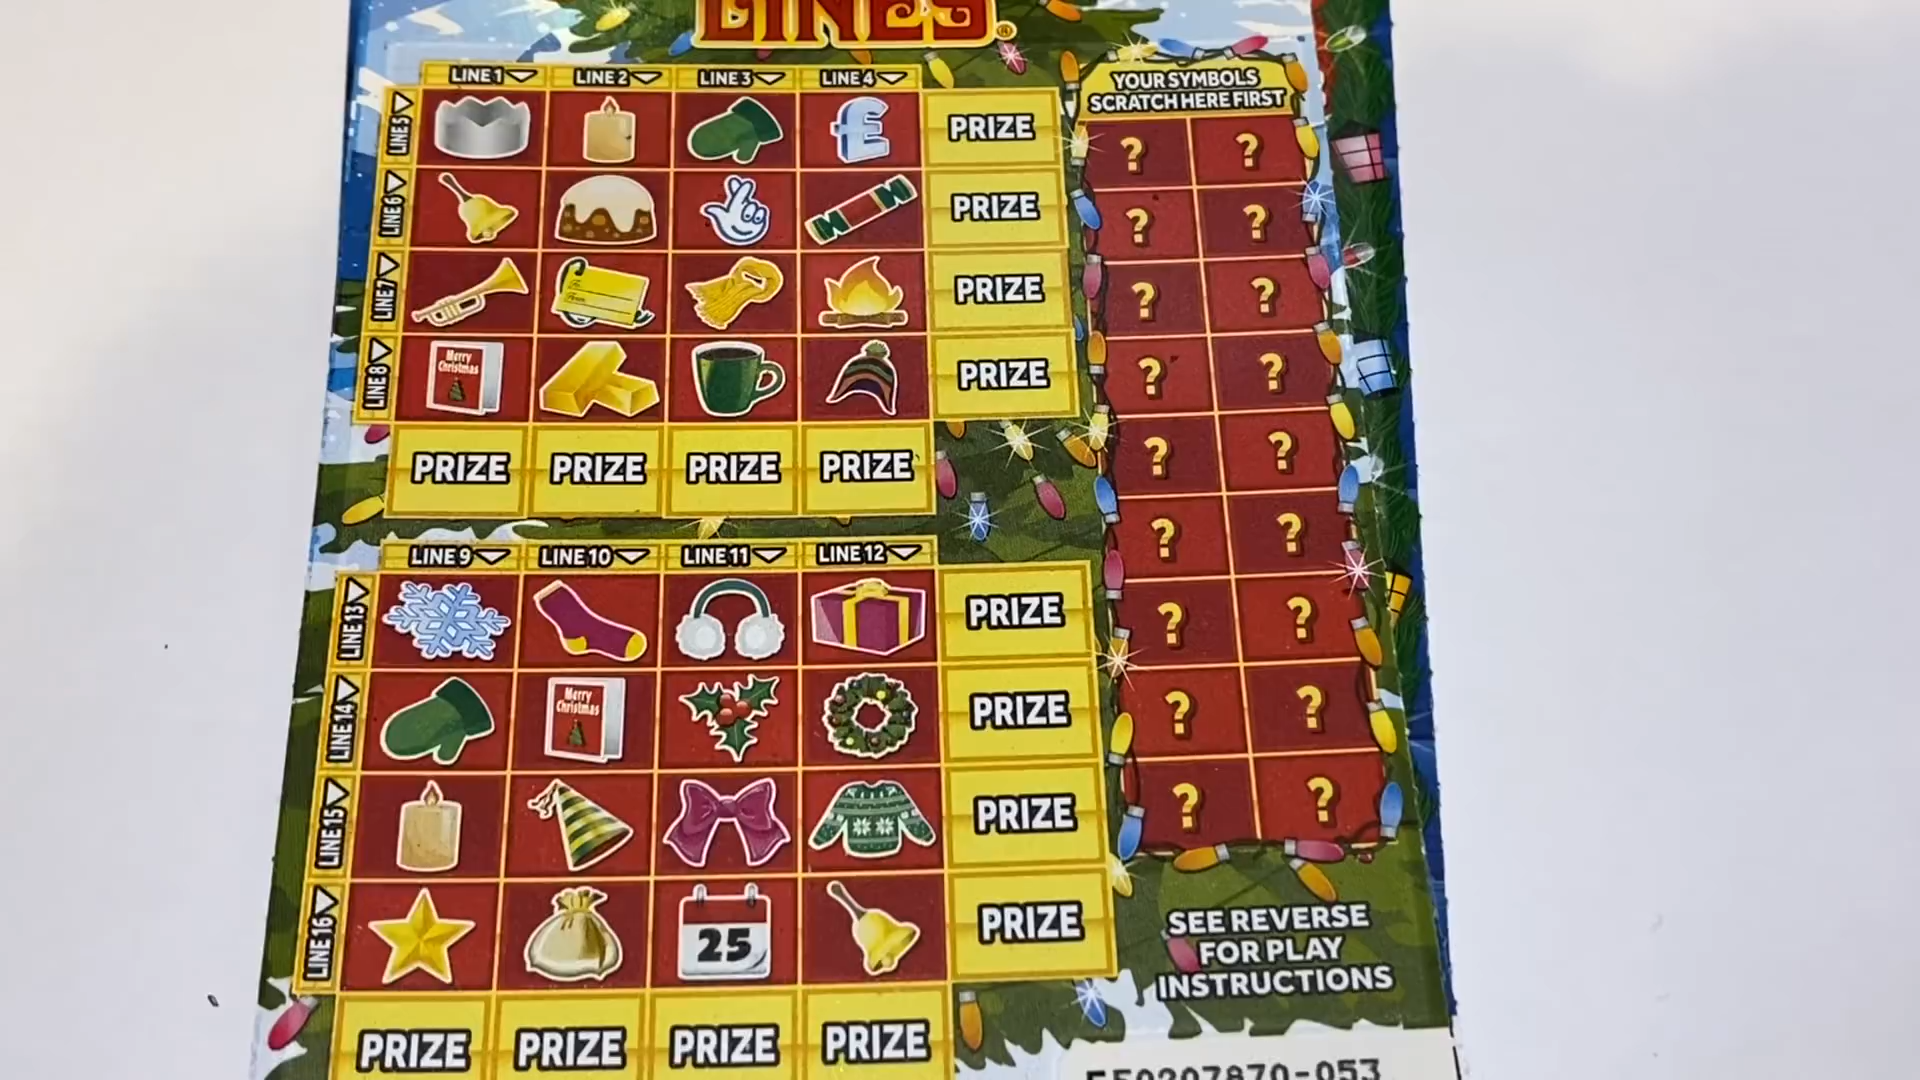 LINES®
LINE 1 LINE 2 LINE 3 LINE 4
LINE 5
£
PRIZE
LINE 6
PRIZE
LINE 7
To:
From:
PRIZE
LINE 8
Merry
Christmas
PRIZE
PRIZE PRIZE PRIZE PRIZE
LINE 9 LINE 10 LINE 11 LINE 12
LINE 13
PRIZE
LINE 14
Merry
Christmas
PRIZE
LINE 15
PRIZE
LINE 16
25
PRIZE
PRIZE PRIZE PRIZE PRIZE
YOUR SYMBOLS
SCRATCH HERE FIRST
? ?
? ?
? ?
? ?
? ?
? ?
? ?
? ?
? ?
SEE REVERSE
FOR PLAY
INSTRUCTIONS